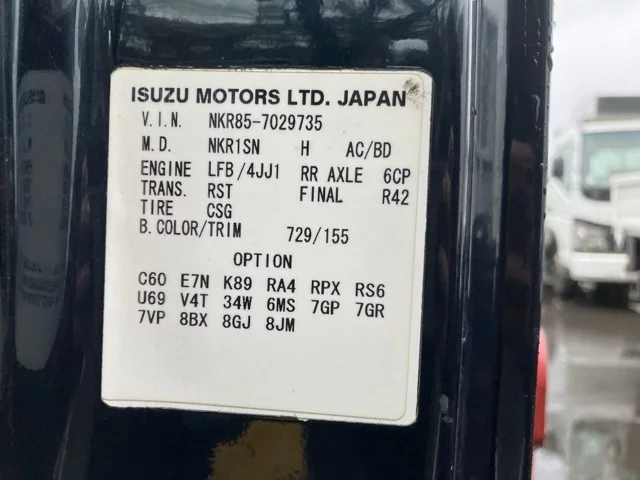 ISUZU MOTORS LTD. JAPAN
V.I.N. NKR85-7029735
M.D. NKR1SN H AC/BD
ENGINE LFB/4JJ1 RR AXLE 6CP
TRANS. RST FINAL R42
TIRE CSG
B.COLOR/TRIM 729/155
OPTION
C60 E7N K89 RA4 RPX RS6
U69 V4T 34W 6MS 7GP 7GR
7VP 8BX 8GJ 8JM